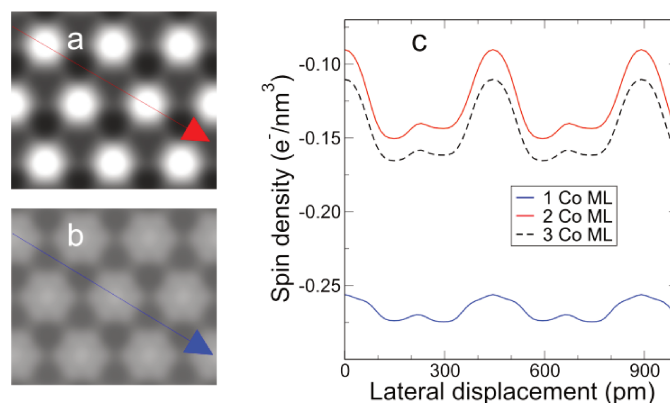 a
b
c
Spin density (e⁻/nm³)
-0.10
-0.15
-0.20
-0.25
1 Co ML
2 Co ML
3 Co ML
0 300 600 900
Lateral displacement (pm)